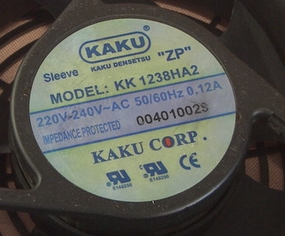 KAKU
KAKU DENSETSU
Sleeve "ZP"
MODEL: KK 1238HA2
220V-240V~AC 50/60Hz 0.12A
IMPEDANCE PROTECTED 00401002S
KAKU CORP.